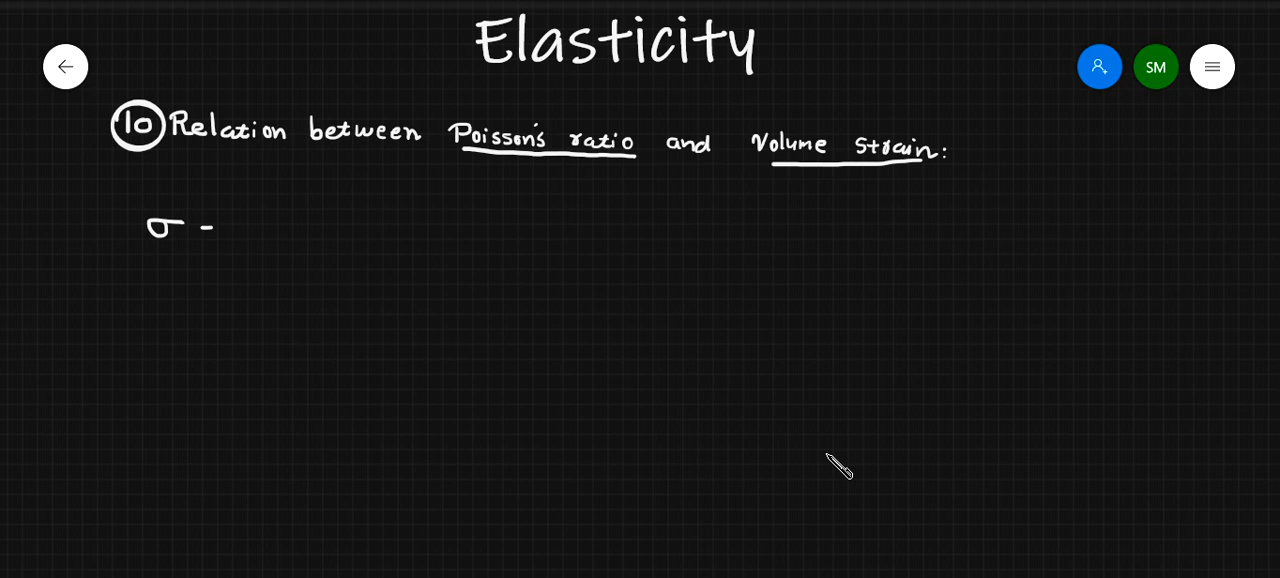 Elasticity
SM
10 Relation between Poisson's ratio and Volume Strain:
σ -